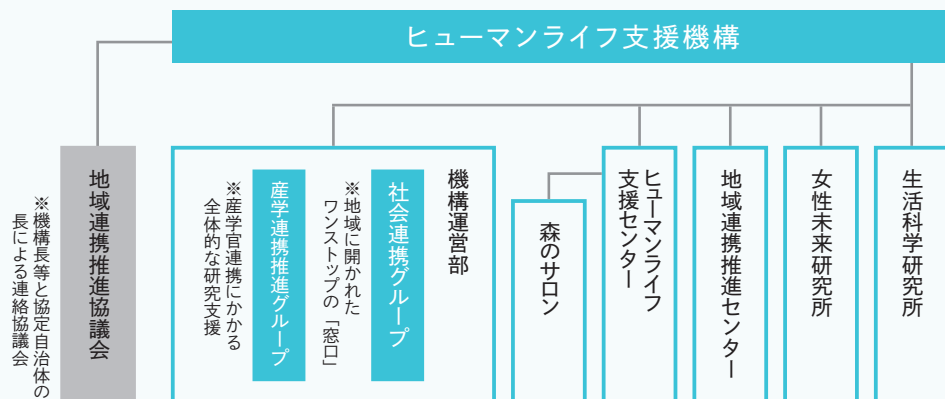 ヒューマンライフ支援機構
生活科学研究所
女性未来研究所
地域連携推進センター
ヒューマンライフ
支援センター
森のサロン
機構運営部
社会連携グループ
※地域に開かれた
ワンストップの「窓口」
産学連携推進グループ
※産学官連携にかかる
全体的な研究支援
地域連携推進協議会
※機構長等と協定自治体の
長による連絡協議会